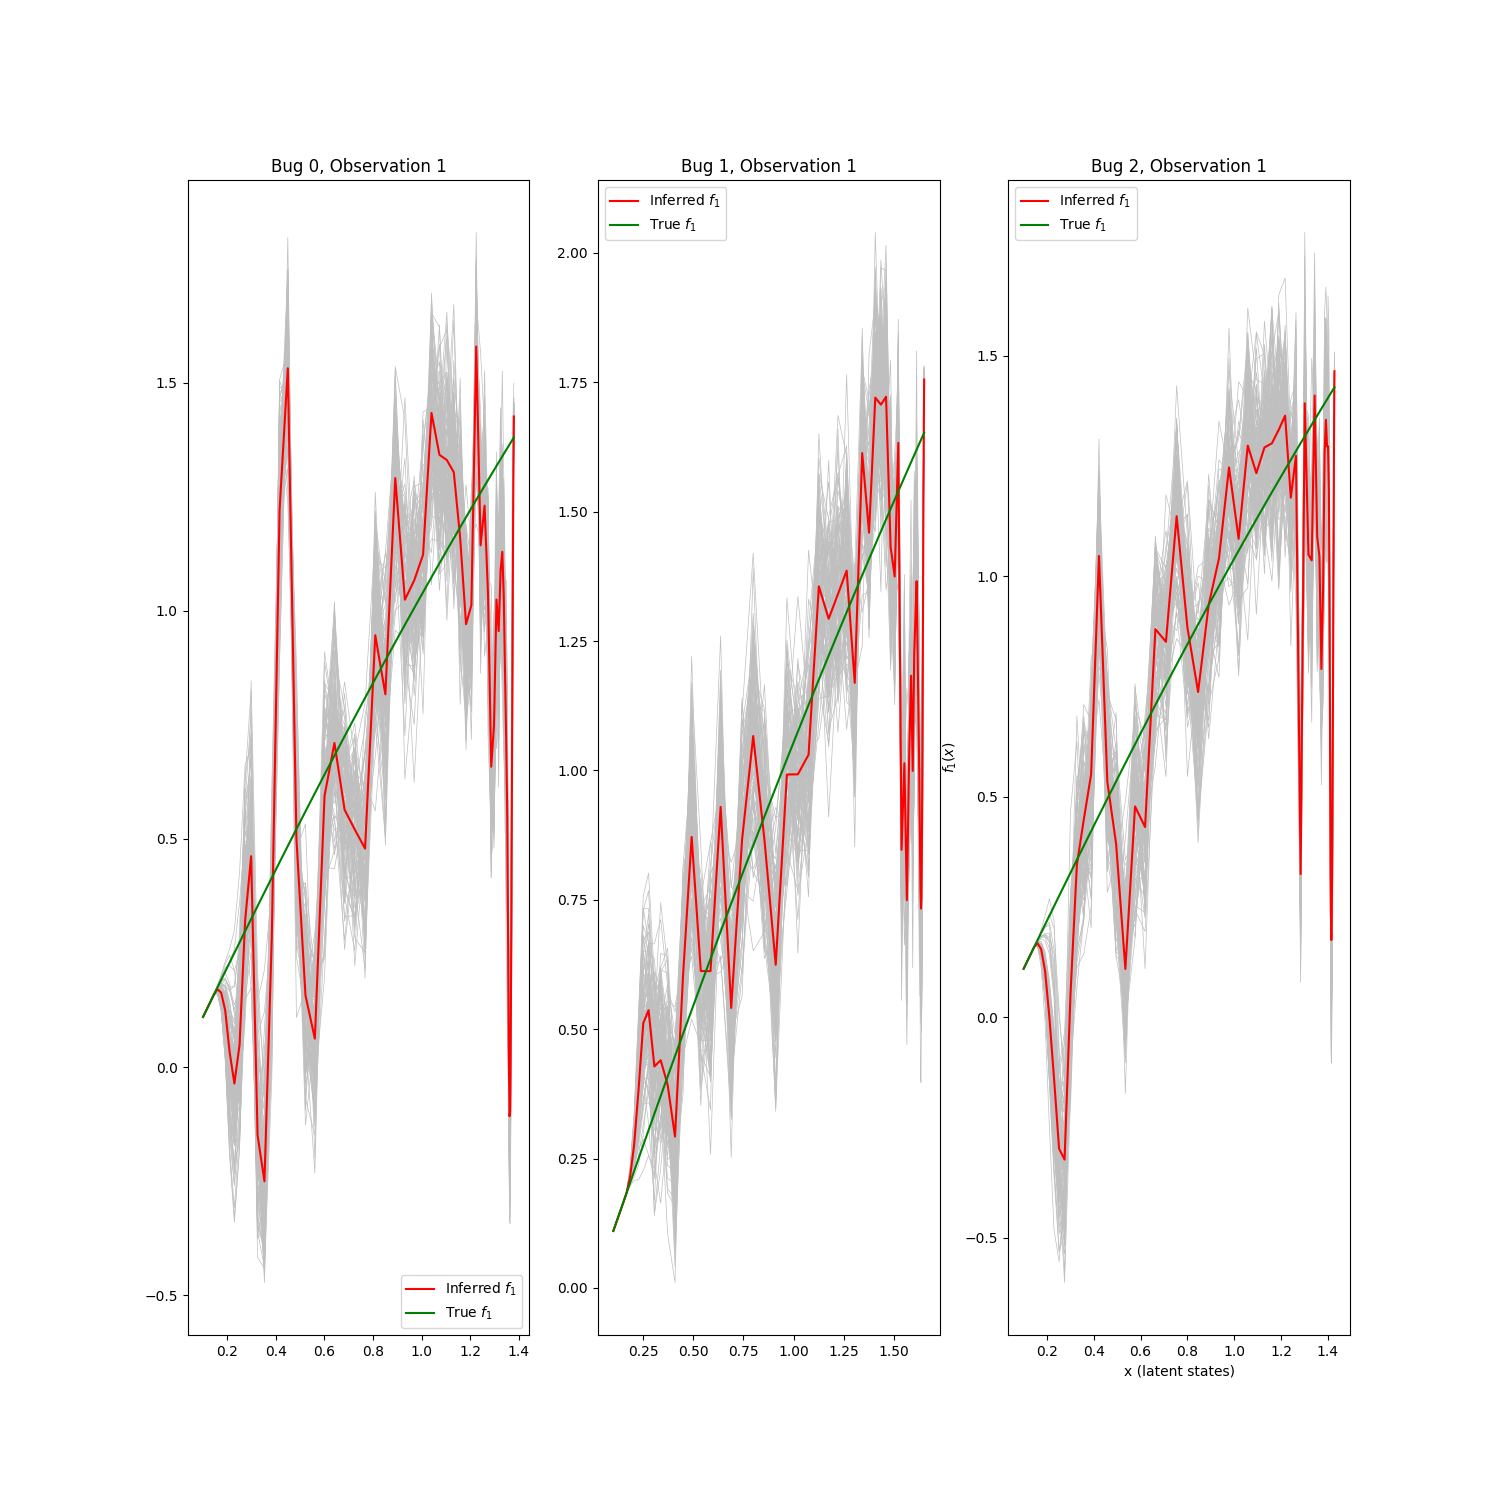 Bug 0, Observation 1
1.5
1.0
0.5
0.0
−0.5
0.2 0.4 0.6 0.8 1.0 1.2 1.4
Inferred f₁
True f₁
Bug 1, Observation 1
Inferred f₁
True f₁
2.00
1.75
1.50
1.25
1.00
0.75
0.50
0.25
0.00
0.25 0.50 0.75 1.00 1.25 1.50
Bug 2, Observation 1
Inferred f₁
True f₁
f₁(x)
1.5
1.0
0.5
0.0
−0.5
0.2 0.4 0.6 0.8 1.0 1.2 1.4
x (latent states)